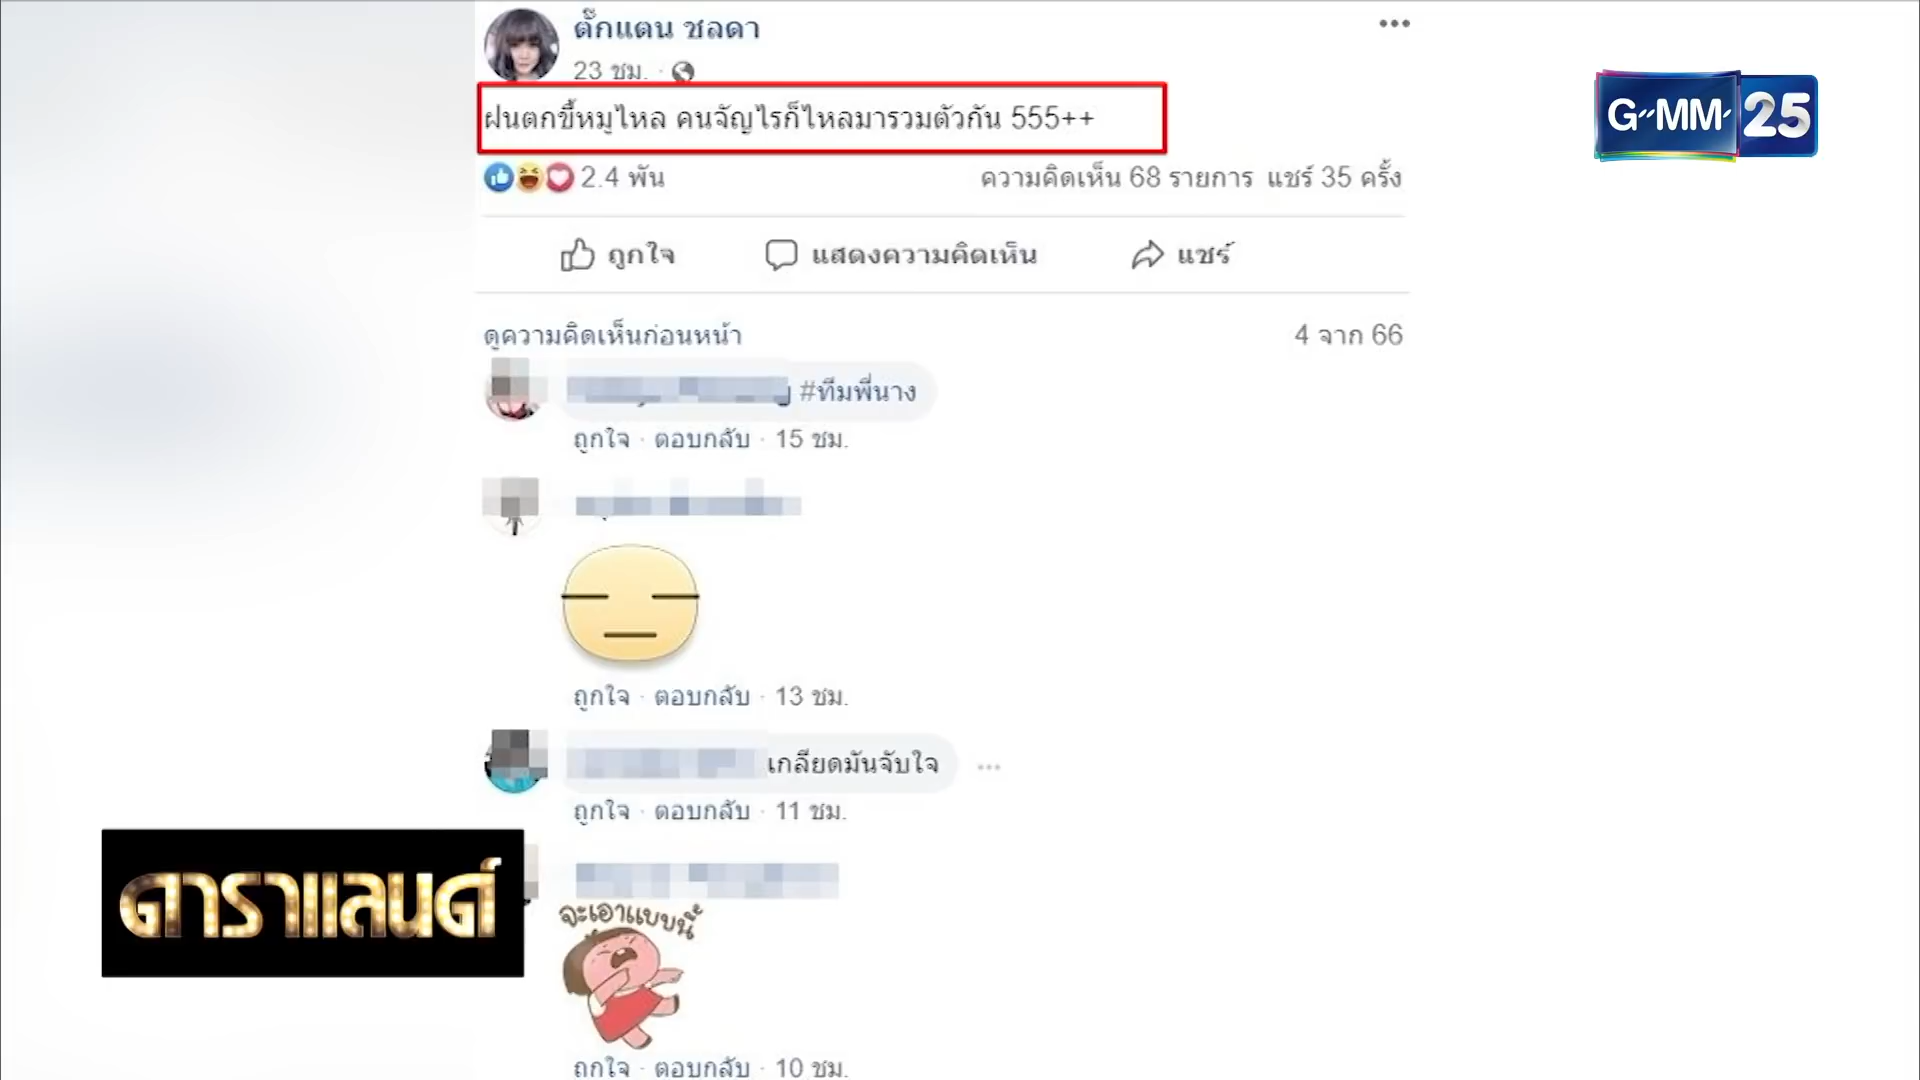 ตั๊กแตน ชลดา
23 ชม.
ฝนตกขี้หมูไหล คนจัญไรก็ไหลมารวมตัวกัน 555++
2.4 พัน
ความคิดเห็น 68 รายการ แชร์ 35 ครั้ง
ถูกใจ
แสดงความคิดเห็น
แชร์
ดูความคิดเห็นก่อนหน้า
4 จาก 66
#ทีมพี่นาง
ถูกใจ · ตอบกลับ · 15 ชม.
ถูกใจ · ตอบกลับ · 13 ชม.
เกลียดมันจับใจ
ถูกใจ · ตอบกลับ · 11 ชม.
จะเอาแบบนี้
ถูกใจ · ตอบกลับ · 10 ชม.
GMM 25
ดาราแลนด์